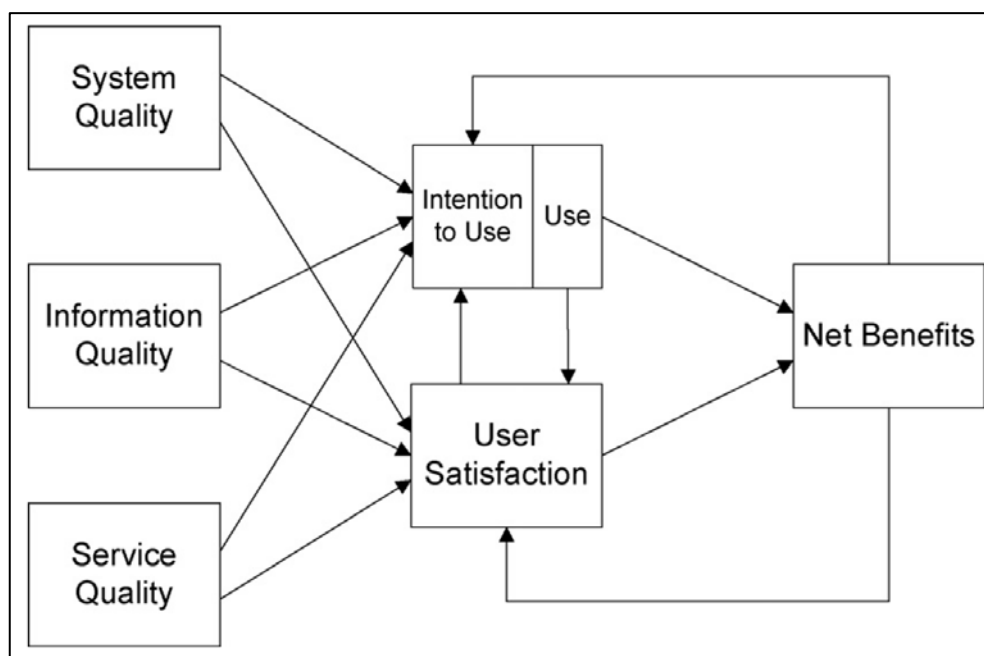 System
Quality
Intention
to Use
Use
Information
Quality
Net Benefits
User
Satisfaction
Service
Quality